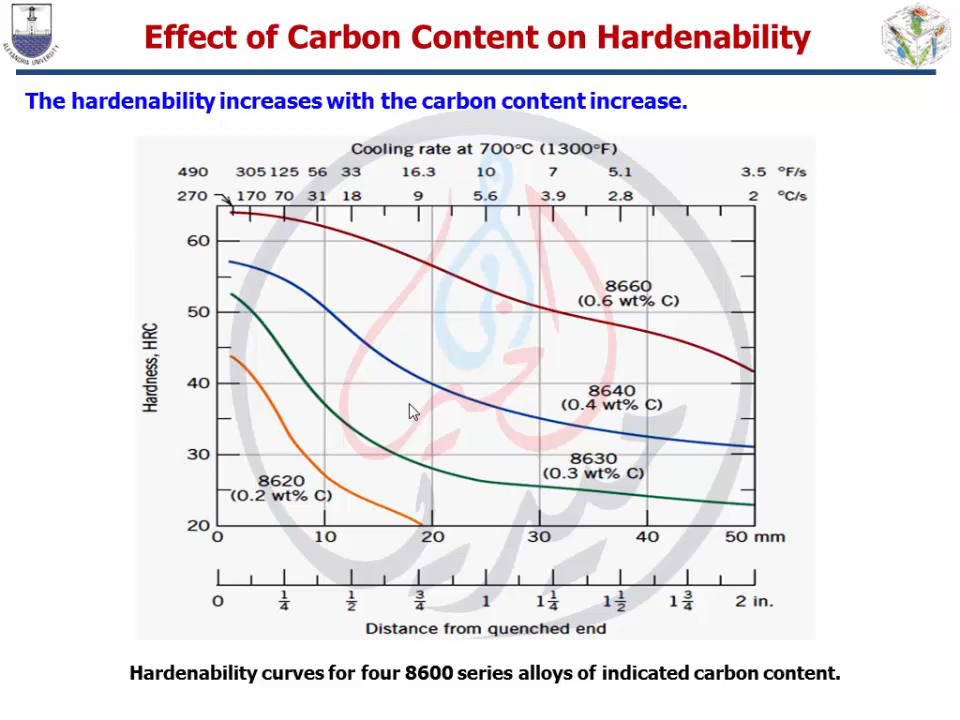 Effect of Carbon Content on Hardenability
ALEXANDRIA UNIVERSITY
The hardenability increases with the carbon content increase.
Cooling rate at 700°C (1300°F)
490 305 125 56 33 16.3 10 7 5.1 3.5 °F/s
270 170 70 31 18 9 5.6 3.9 2.8 2 °C/s
60
8660
(0.6 wt% C)
50
Hardness, HRC
40
8640
(0.4 wt% C)
30
8630
(0.3 wt% C)
8620
(0.2 wt% C)
20
0 10 20 30 40 50 mm
0 1/4 1/2 3/4 1 1 1/4 1 1/2 1 3/4 2 in.
Distance from quenched end
Hardenability curves for four 8600 series alloys of indicated carbon content.